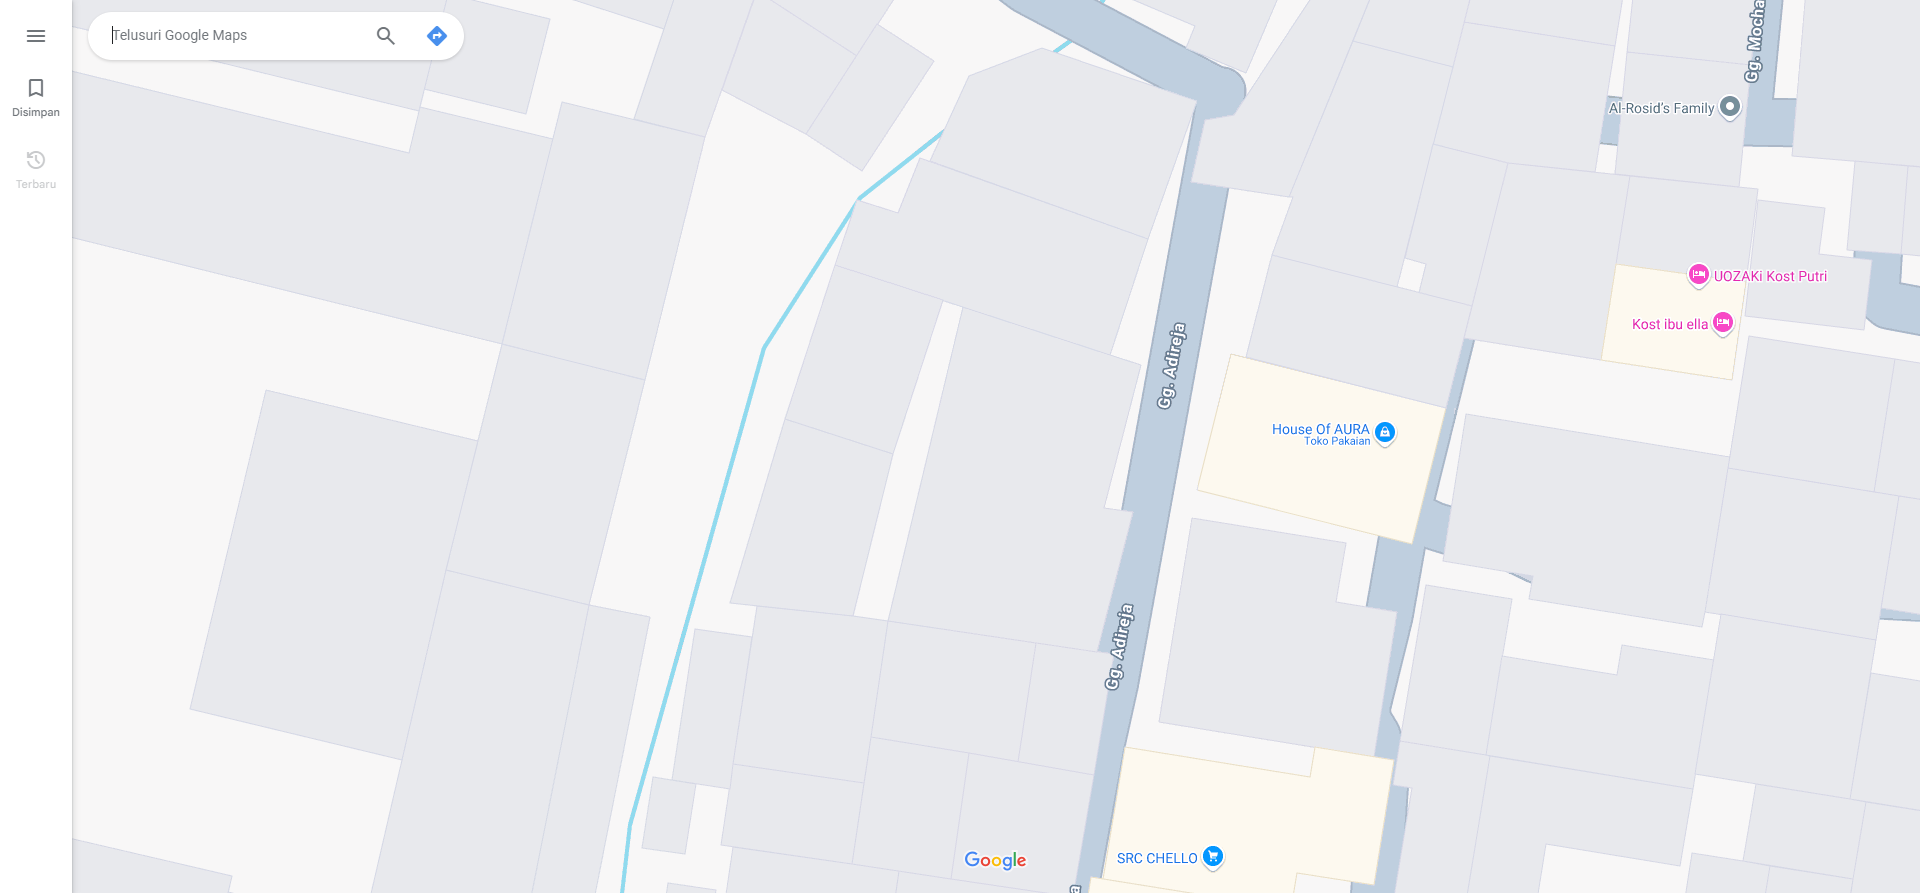 Telusuri Google Maps
Disimpan
Terbaru
Gg. Mocha
Al-Rosid's Family
UOZAKi Kost Putri
Kost ibu ella
Gg. Adireja
House Of AURA
Toko Pakaian
Gg. Adireja
SRC CHELLO
Google
a